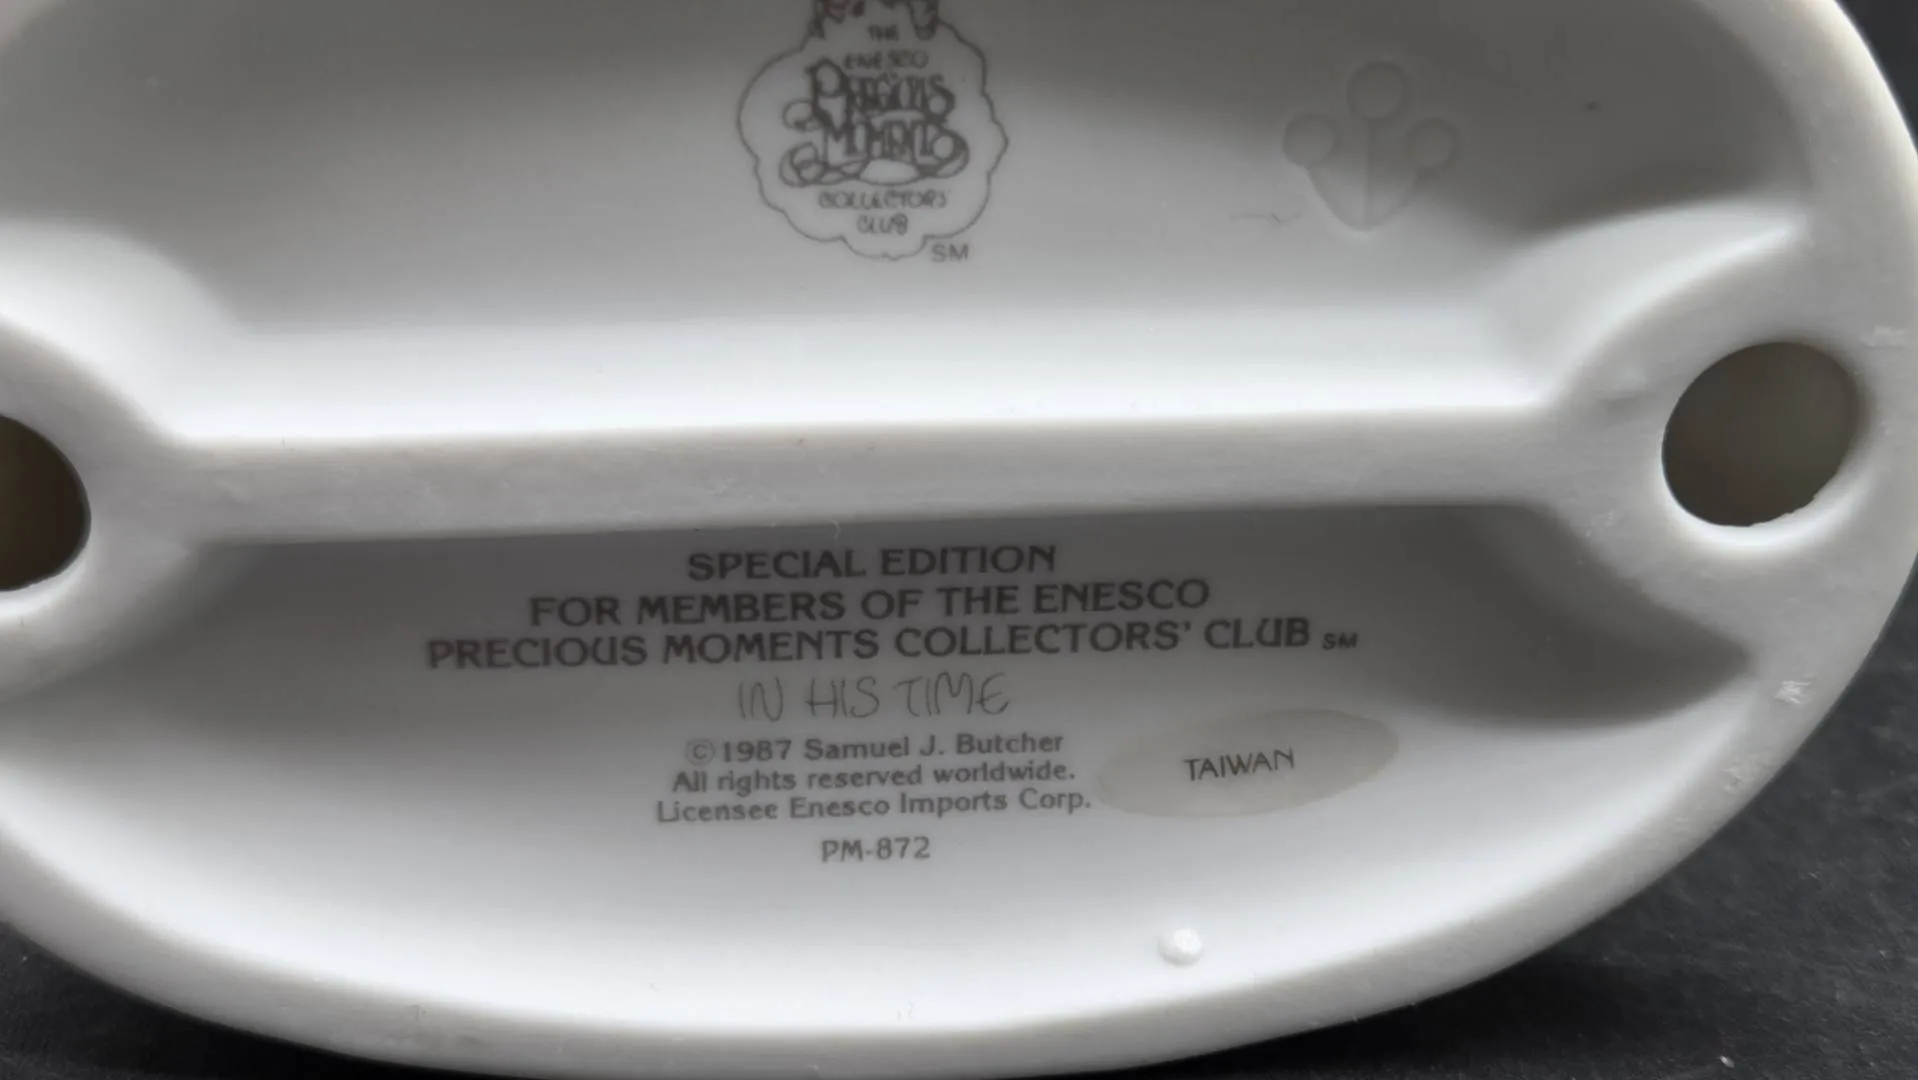 THE
ENESCO
PRECIOUS
MOMENTS
COLLECTORS'
CLUB
SM
SPECIAL EDITION
FOR MEMBERS OF THE ENESCO
PRECIOUS MOMENTS COLLECTORS' CLUB SM
IN HIS TIME
©1987 Samuel J. Butcher
All rights reserved worldwide.
Licensee Enesco Imports Corp.
TAIWAN
PM-872